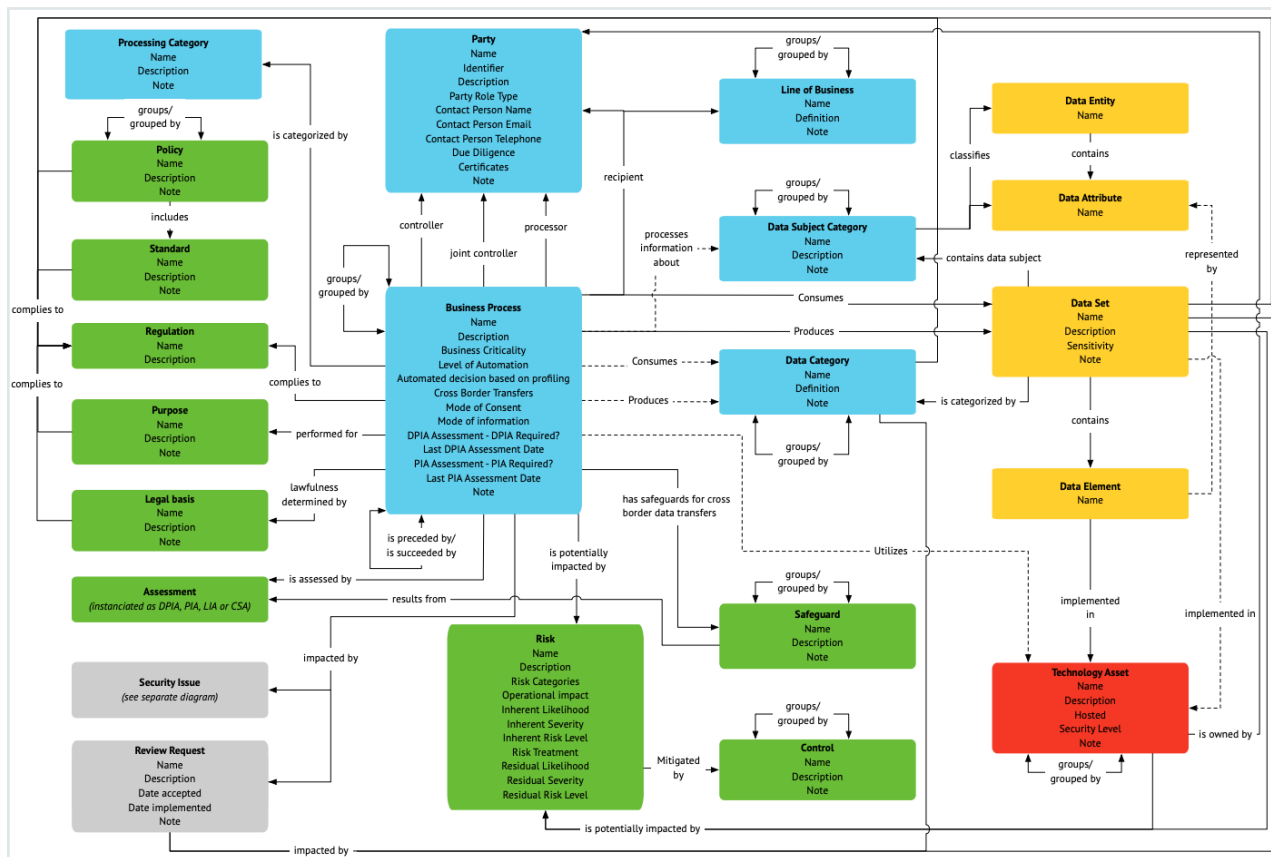 Processing Category
Name
Description
Note
groups/
grouped by
Policy
Name
Description
Note
includes
Standard
Name
Description
Note
complies to
Regulation
Name
Description
complies to
Purpose
Name
Description
Note
Legal basis
Name
Description
Note
Assessment
(instanciated as DPIA, PIA, LIA or CSA)
Security Issue
(see separate diagram)
Review Request
Name
Description
Date accepted
Date implemented
Note
impacted by
is categorized by
complies to
performed for
lawfulness
determined by
is assessed by
results from
impacted by
Party
Name
Identifier
Description
Party Role Type
Contact Person Name
Contact Person Email
Contact Person Telephone
Due Diligence
Certificates
Note
controller
joint controller
processor
recipient
groups/
grouped by
Business Process
Name
Description
Business Criticality
Level of Automation
Automated decision based on profiling
Cross Border Transfers
Mode of Consent
Mode of information
DPIA Assessment - DPIA Required?
Last DPIA Assessment Date
PIA Assessment - PIA Required?
Last PIA Assessment Date
Note
is preceded by/
is succeeded by
is potentially
impacted by
Risk
Name
Description
Risk Categories
Operational impact
Inherent Likelihood
Inherent Severity
Inherent Risk Level
Risk Treatment
Residual Likelihood
Residual Severity
Residual Risk Level
Mitigated
by
is potentially impacted by
groups/
grouped by
Line of Business
Name
Definition
Note
groups/
grouped by
Data Subject Category
Name
Description
Note
processes
information
about
Consumes
Produces
Consumes
Produces
Data Category
Name
Definition
Note
groups/
grouped by
has safeguards for cross
border data transfers
Utilizes
groups/
grouped by
Safeguard
Name
Description
Note
groups/
grouped by
Control
Name
Description
Note
classifies
Data Entity
Name
contains
Data Attribute
Name
contains data subject
represented
by
Data Set
Name
Description
Sensitivity
Note
is categorized by
contains
Data Element
Name
implemented
in
implemented in
Technology Asset
Name
Description
Hosted
Security Level
Note
is owned by
groups/
grouped by